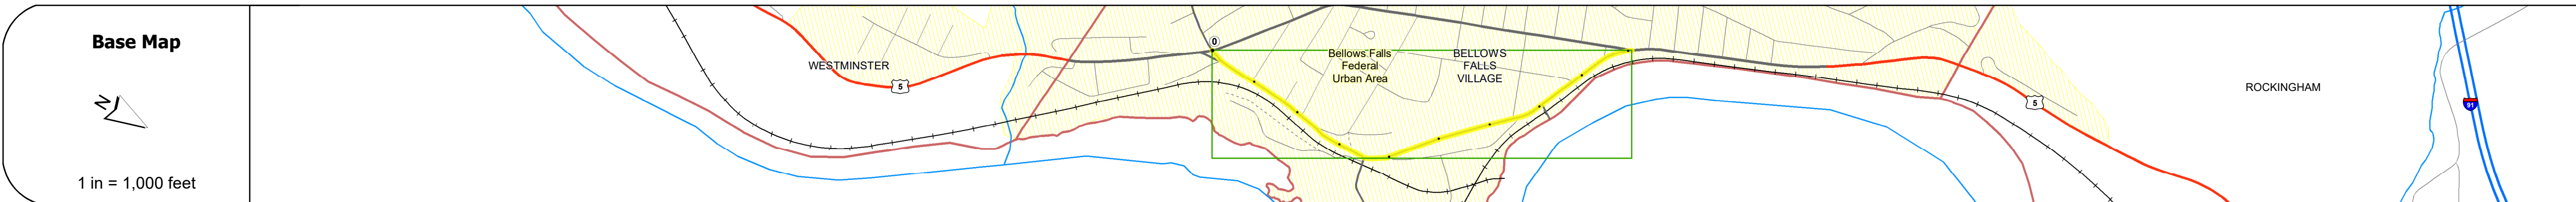 Base Map
N
1 in = 1,000 feet
WESTMINSTER
5
0
Bellows Falls
Federal
Urban Area
BELLOWS
FALLS
VILLAGE
5
ROCKINGHAM
91